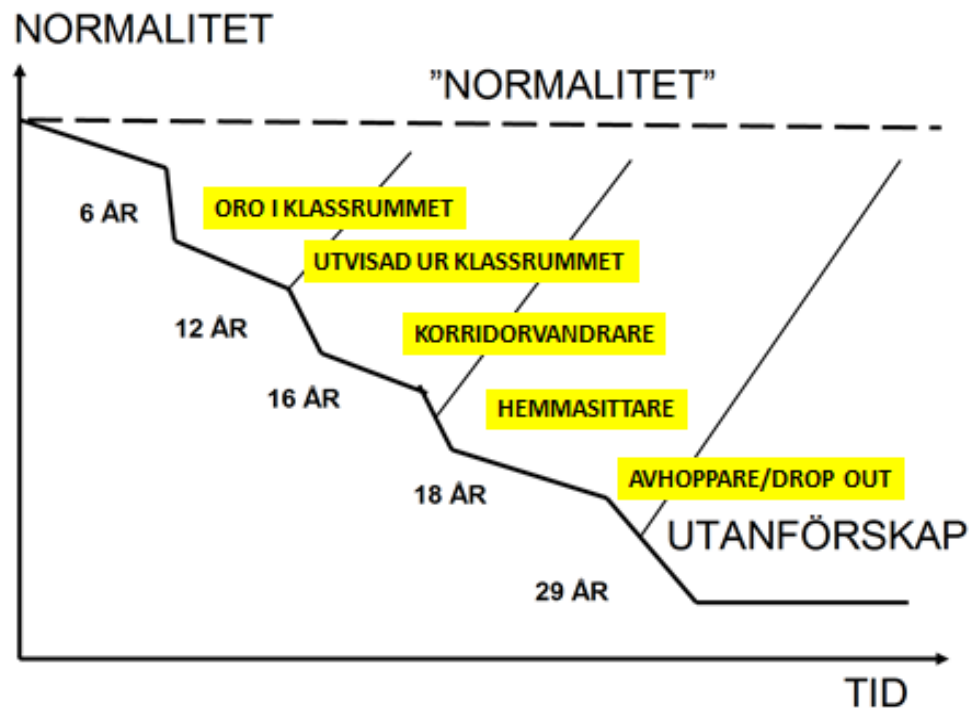 NORMALITET
”NORMALITET”
6 ÅR
ORO I KLASSRUMMET
UTVISAD UR KLASSRUMMET
12 ÅR
KORRIDORVANDRARE
16 ÅR
HEMMASITTARE
18 ÅR
AVHOPPARE/DROP OUT
UTANFÖRSKAP
29 ÅR
TID